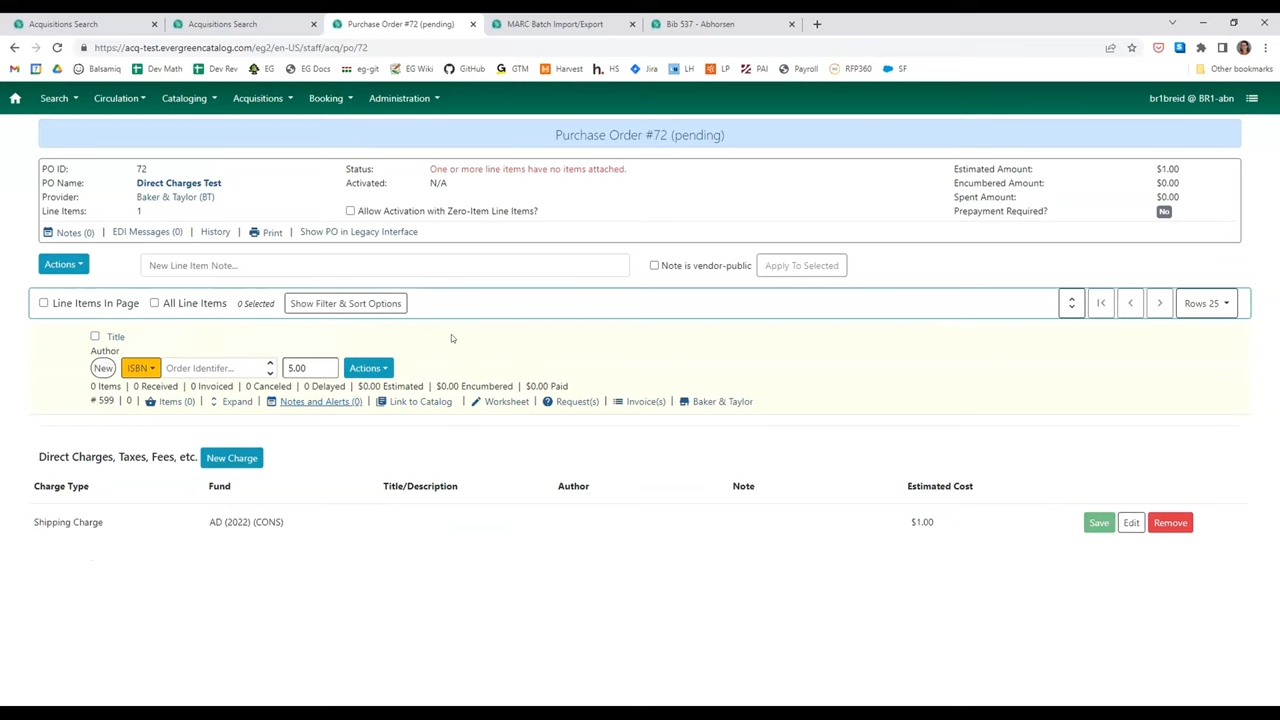 Acquisitions Search
Acquisitions Search
Purchase Order #72 (pending)
MARC Batch Import/Export
Bib 537 - Abhorsen
https://acq-test.evergreencatalog.com/eg2/en-US/staff/acq/po/72
Balsamiq Dev Math Dev Rev EG EG Docs eg-git EG Wiki GitHub GTM Harvest HS Jira LH LP PAI Payroll RFP360 SF Other bookmarks
Search Circulation Cataloging Acquisitions Booking Administration br1breid @ BR1-abn
Purchase Order #72 (pending)
PO ID: 72 Status: One or more line items have no items attached. Estimated Amount: $1.00
PO Name: Direct Charges Test Activated: N/A Encumbered Amount: $0.00
Provider: Baker & Taylor (BT) Spent Amount: $0.00
Line Items: 1 Allow Activation with Zero-Item Line Items? Prepayment Required? No
Notes (0) | EDI Messages (0) | History | Print | Show PO in Legacy Interface
Actions New Line Item Note... Note is vendor-public Apply To Selected
Line Items In Page All Line Items 0 Selected Show Filter & Sort Options Rows 25
Title
Author
New ISBN Order Identifer... 5.00 Actions
0 Items | 0 Received | 0 Invoiced | 0 Canceled | 0 Delayed | $0.00 Estimated | $0.00 Encumbered | $0.00 Paid
# 599 | 0 | Items (0) | Expand | Notes and Alerts (0) | Link to Catalog | Worksheet | Request(s) | Invoice(s) | Baker & Taylor
Direct Charges, Taxes, Fees, etc. New Charge
Charge Type Fund Title/Description Author Note Estimated Cost
Shipping Charge AD (2022) (CONS) $1.00 Save Edit Remove